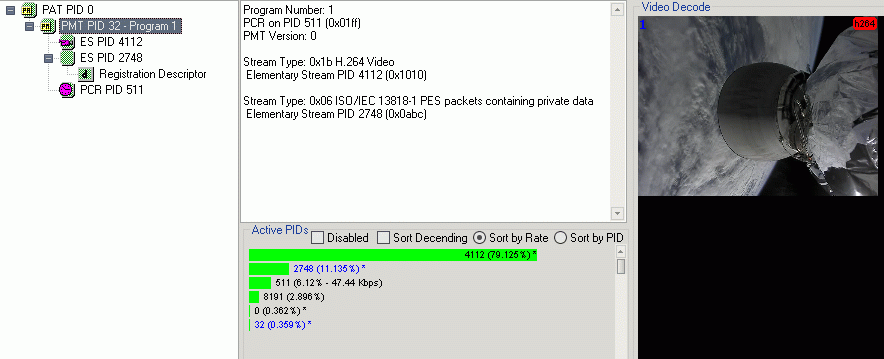 PAT PID 0
PMT PID 32 - Program 1
ES PID 4112
ES PID 2748
Registration Descriptor
PCR PID 511
Program Number: 1
PCR on PID 511 (0x01ff)
PMT Version: 0
Stream Type: 0x1b H.264 Video
Elementary Stream PID 4112 (0x1010)
Stream Type: 0x06 ISO/IEC 13818-1 PES packets containing private data
Elementary Stream PID 2748 (0x0abc)
Active PIDs
Disabled
Sort Decending
Sort by Rate
Sort by PID
4112 (79.125%) *
2748 (11.135%) *
511 (6.12% - 47.44 Kbps)
8191 (2.896%)
0 (0.362%) *
32 (0.359%) *
Video Decode
1
h264